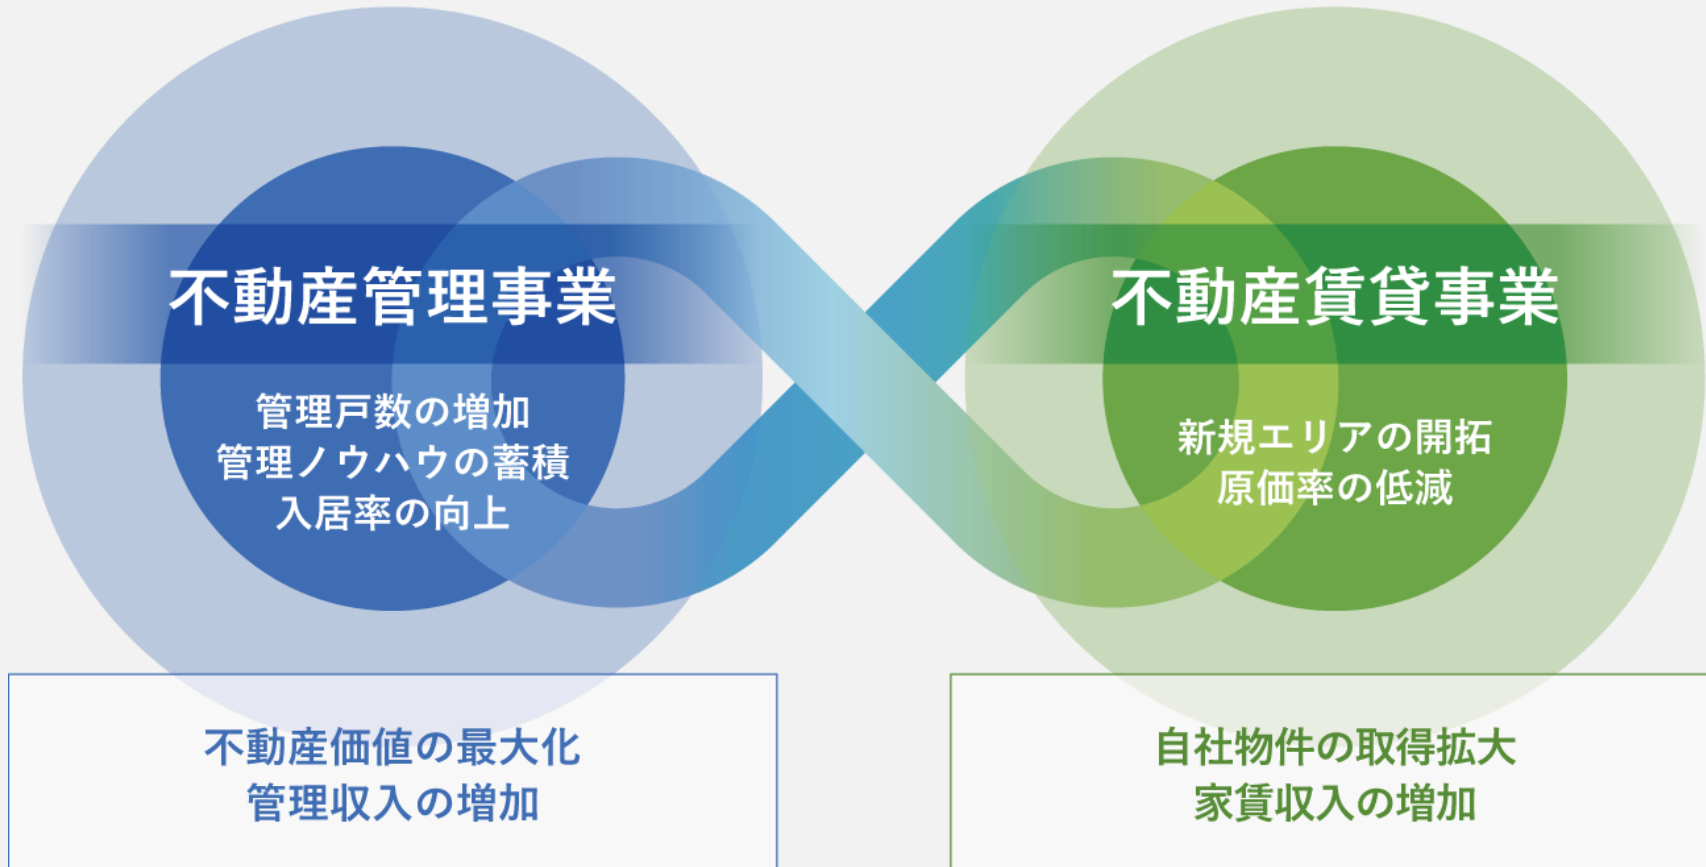 不動産管理事業
管理戸数の増加
管理ノウハウの蓄積
入居率の向上
不動産価値の最大化
管理収入の増加
不動産賃貸事業
新規エリアの開拓
原価率の低減
自社物件の取得拡大
家賃収入の増加